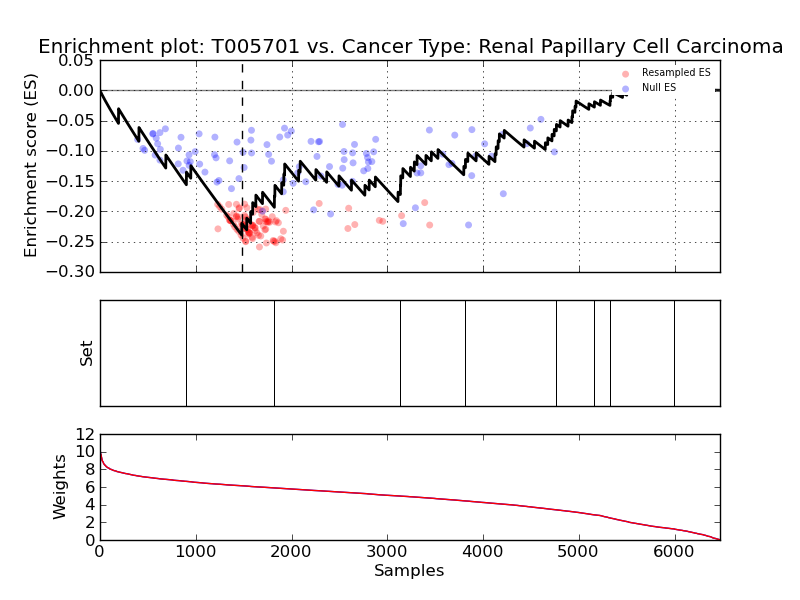 Enrichment plot: T005701 vs. Cancer Type: Renal Papillary Cell Carcinoma
0.05
0.00
−0.05
−0.10
−0.15
−0.20
−0.25
−0.30
Enrichment score (ES)
Resampled ES
Null ES
Set
12
10
8
6
4
2
0
Weights
0 1000 2000 3000 4000 5000 6000
Samples